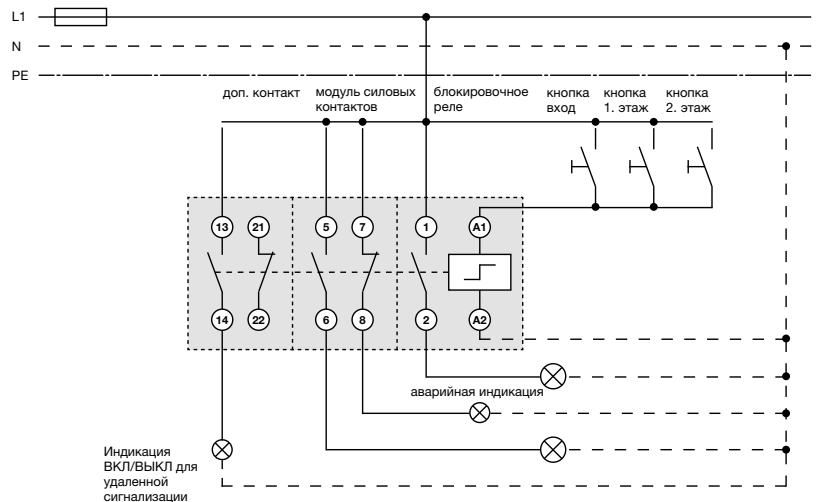 L1
N
PE
доп. контакт
модуль силовых
контактов
блокировочное
реле
кнопка
вход
кнопка
1. этаж
кнопка
2. этаж
13
21
5
7
1
A1
14
22
6
8
2
A2
аварийная индикация
Индикация
ВКЛ/ВЫКЛ для
удаленной
сигнализации